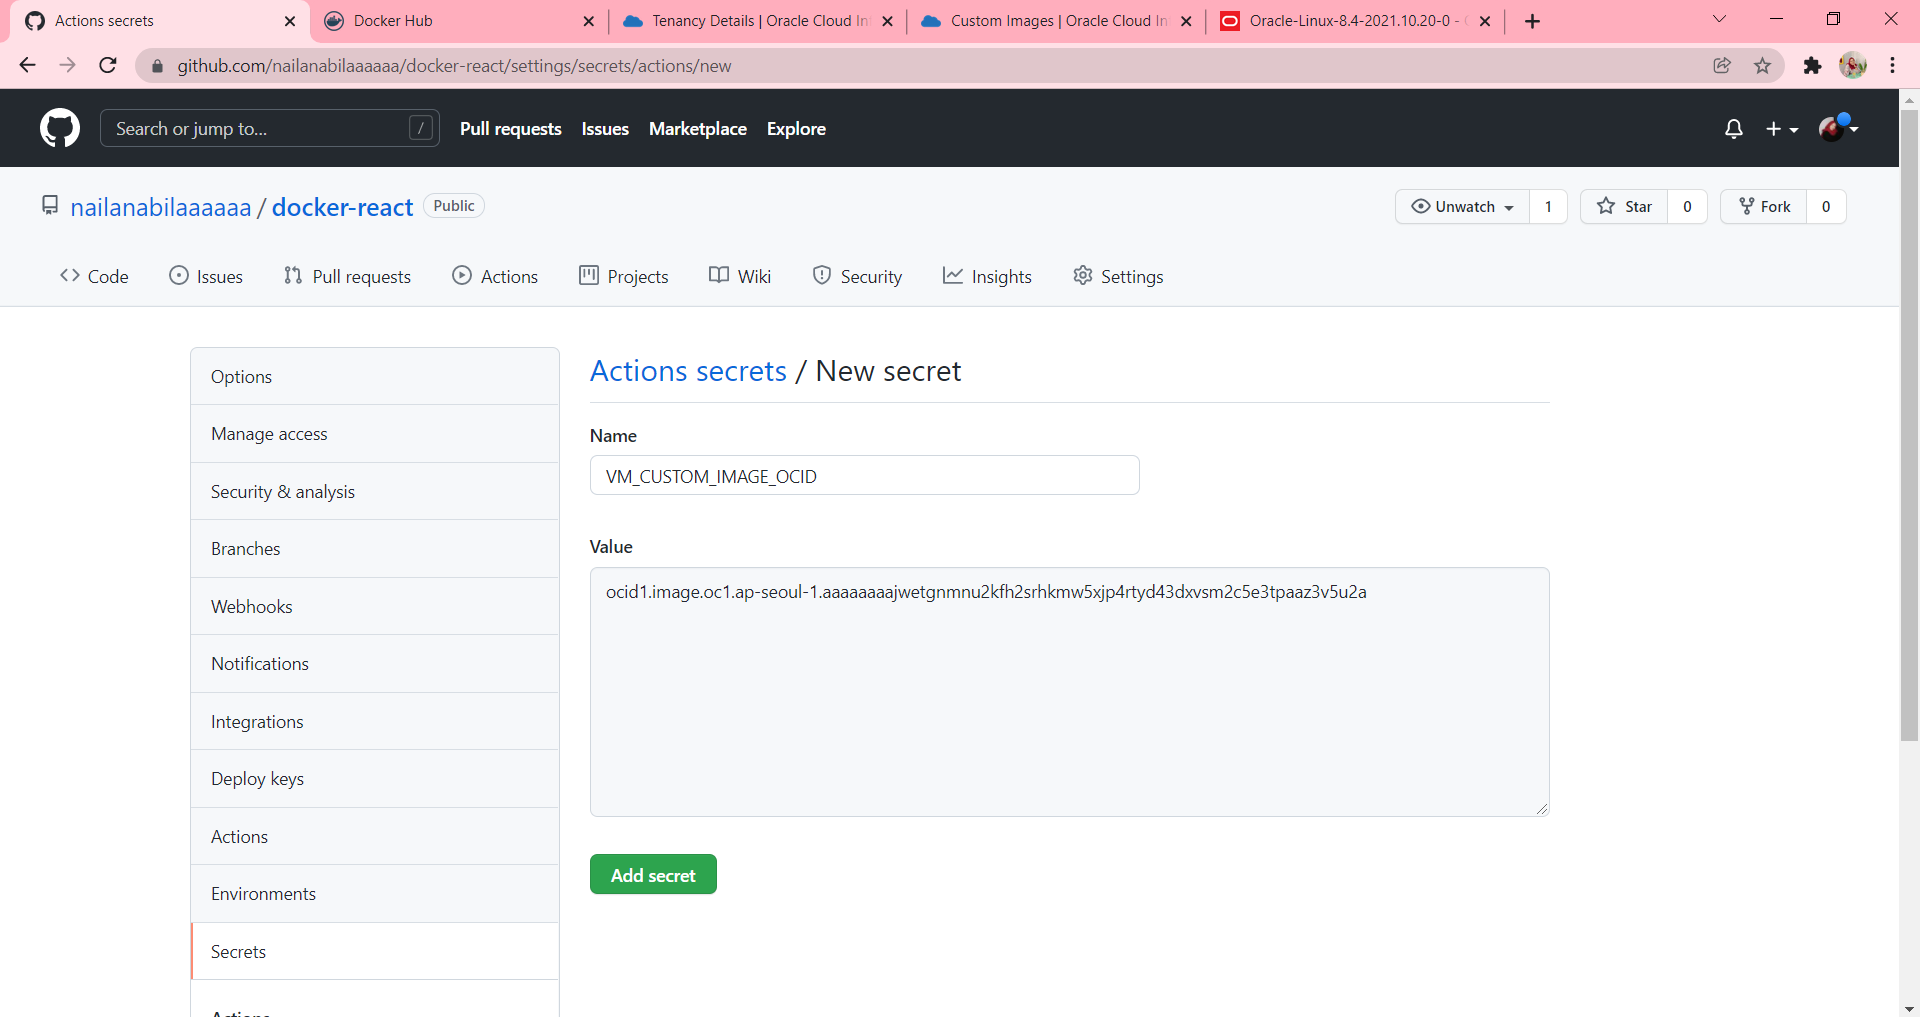 Actions secrets
Docker Hub
Tenancy Details | Oracle Cloud In
Custom Images | Oracle Cloud In
Oracle-Linux-8.4-2021.10.20-0 -
github.com/nailanabilaaaaaa/docker-react/settings/secrets/actions/new
Search or jump to... /
Pull requests Issues Marketplace Explore
nailanabilaaaaaa / docker-react Public
Unwatch 1 Star 0 Fork 0
Code Issues Pull requests Actions Projects Wiki Security Insights Settings
Options
Manage access
Security & analysis
Branches
Webhooks
Notifications
Integrations
Deploy keys
Actions
Environments
Secrets
Actions
Actions secrets / New secret
Name
VM_CUSTOM_IMAGE_OCID
Value
ocid1.image.oc1.ap-seoul-1.aaaaaaaajwetgnmnu2kfh2srhkmw5xjp4rtyd43dxvsm2c5e3tpaaz3v5u2a
Add secret